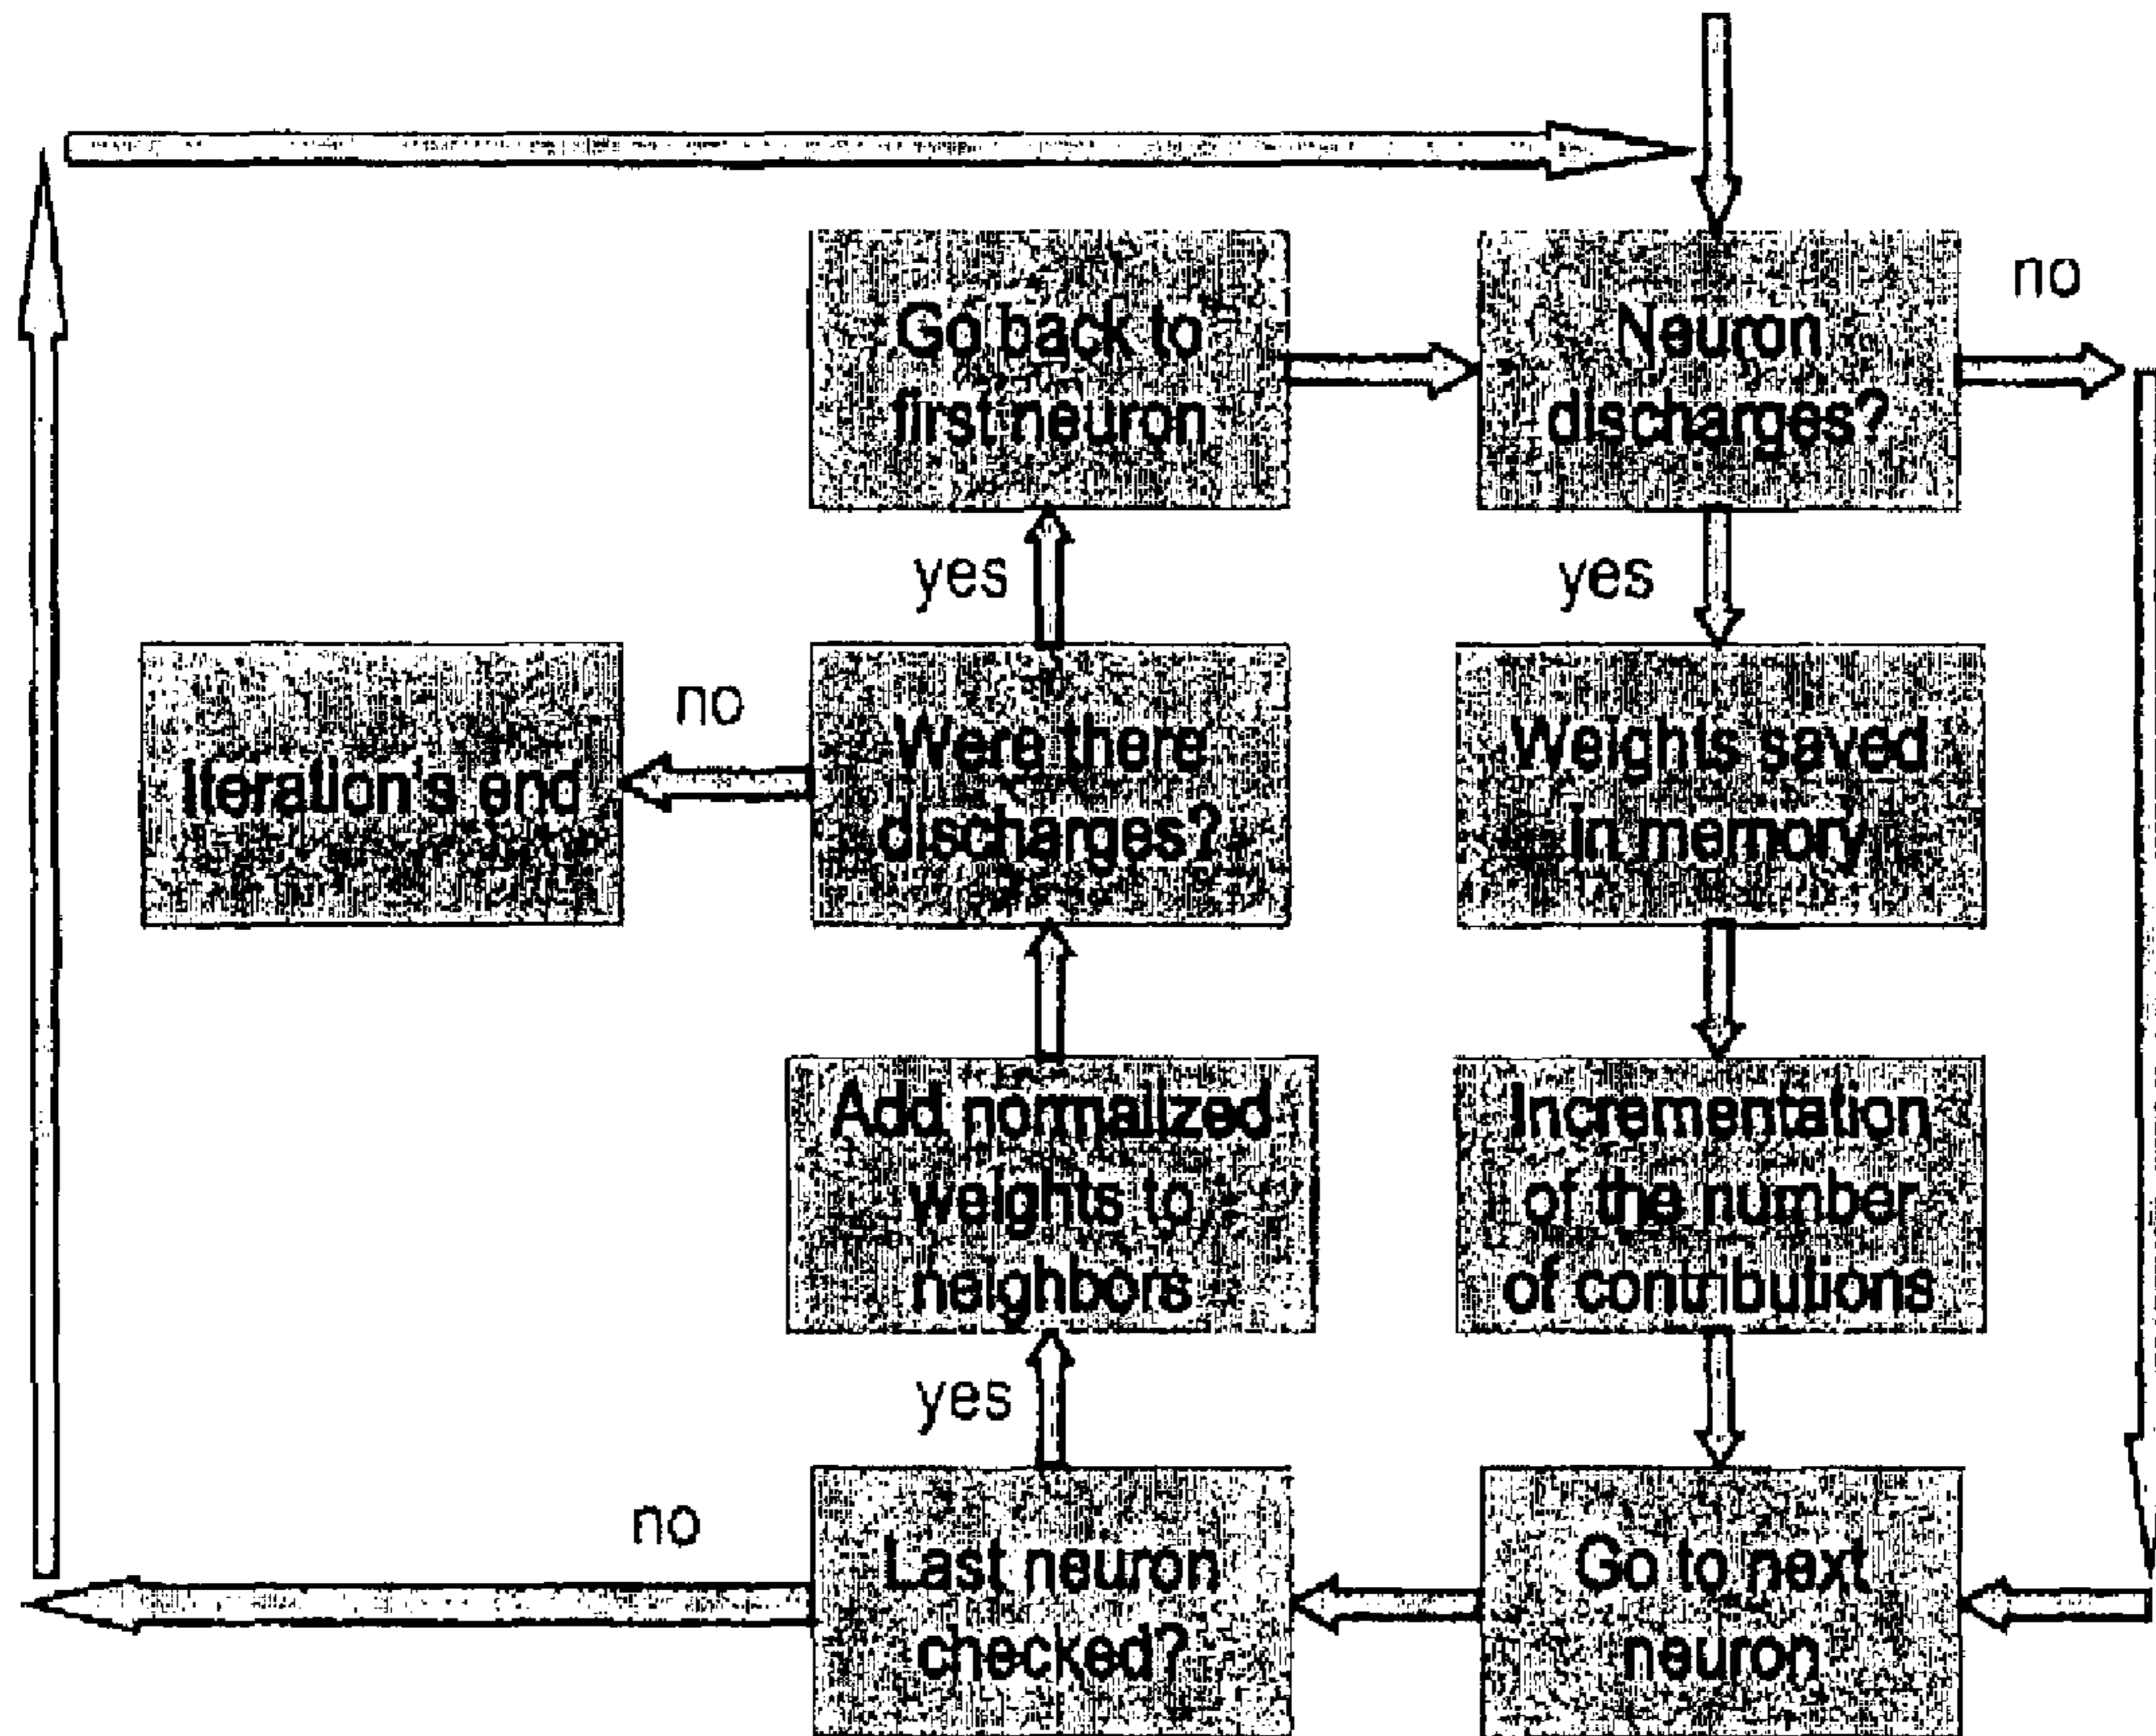 Go back to
first neuron
Neuron
discharges?
no
yes
yes
Iteration's end
no
Were there
discharges?
Weights saved
in memory
Add normalized
weights to
neighbors
Incrementation
of the number
of contributions
yes
no
Last neuron
checked?
Go to next
neuron